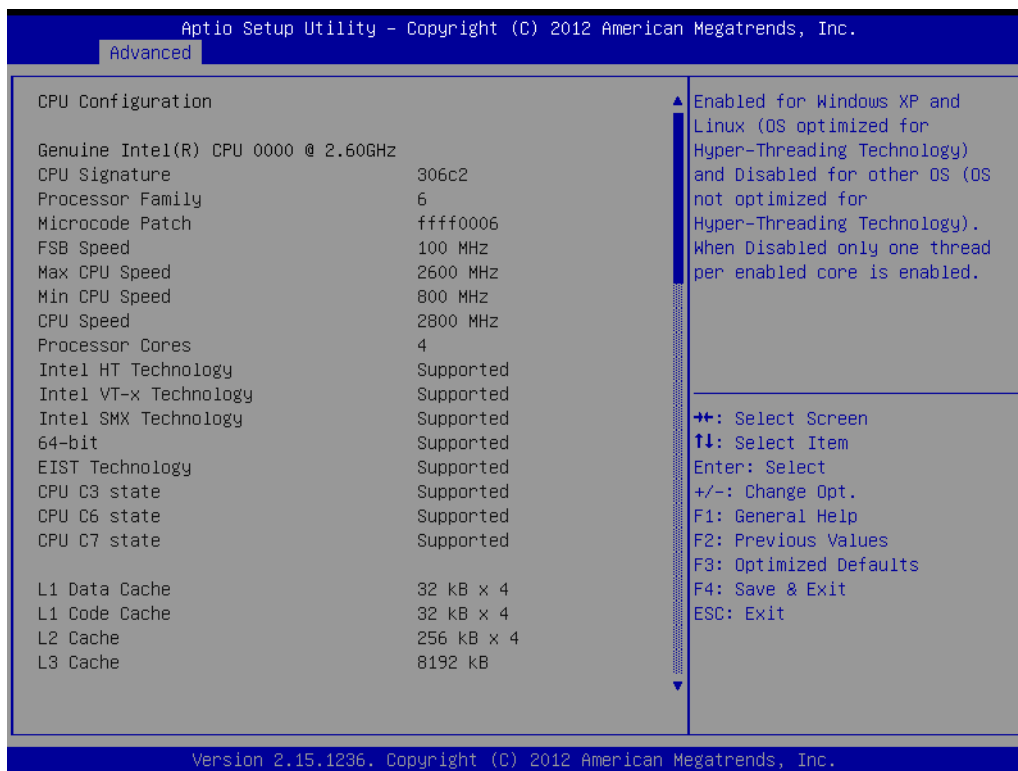 Aptio Setup Utility – Copyright (C) 2012 American Megatrends, Inc.
Advanced
CPU Configuration
Genuine Intel(R) CPU 0000 @ 2.60GHz
CPU Signature 306c2
Processor Family 6
Microcode Patch ffff0006
FSB Speed 100 MHz
Max CPU Speed 2600 MHz
Min CPU Speed 800 MHz
CPU Speed 2800 MHz
Processor Cores 4
Intel HT Technology Supported
Intel VT-x Technology Supported
Intel SMX Technology Supported
64-bit Supported
EIST Technology Supported
CPU C3 state Supported
CPU C6 state Supported
CPU C7 state Supported
L1 Data Cache 32 kB x 4
L1 Code Cache 32 kB x 4
L2 Cache 256 kB x 4
L3 Cache 8192 kB
Enabled for Windows XP and
Linux (OS optimized for
Hyper-Threading Technology)
and Disabled for other OS (OS
not optimized for
Hyper-Threading Technology).
When Disabled only one thread
per enabled core is enabled.
→←: Select Screen
↑↓: Select Item
Enter: Select
+/-: Change Opt.
F1: General Help
F2: Previous Values
F3: Optimized Defaults
F4: Save & Exit
ESC: Exit
Version 2.15.1236. Copyright (C) 2012 American Megatrends, Inc.